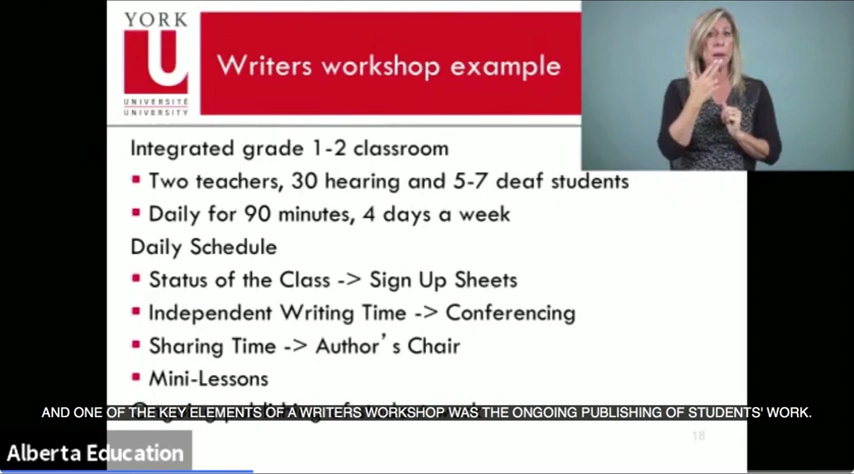 YORK
U
UNIVERSITÉ
UNIVERSITY
Writers workshop example
Integrated grade 1-2 classroom
▪ Two teachers, 30 hearing and 5-7 deaf students
▪ Daily for 90 minutes, 4 days a week
Daily Schedule
▪ Status of the Class -> Sign Up Sheets
▪ Independent Writing Time -> Conferencing
▪ Sharing Time -> Author's Chair
▪ Mini-Lessons
AND ONE OF THE KEY ELEMENTS OF A WRITERS WORKSHOP WAS THE ONGOING PUBLISHING OF STUDENTS' WORK.
18
Alberta Education